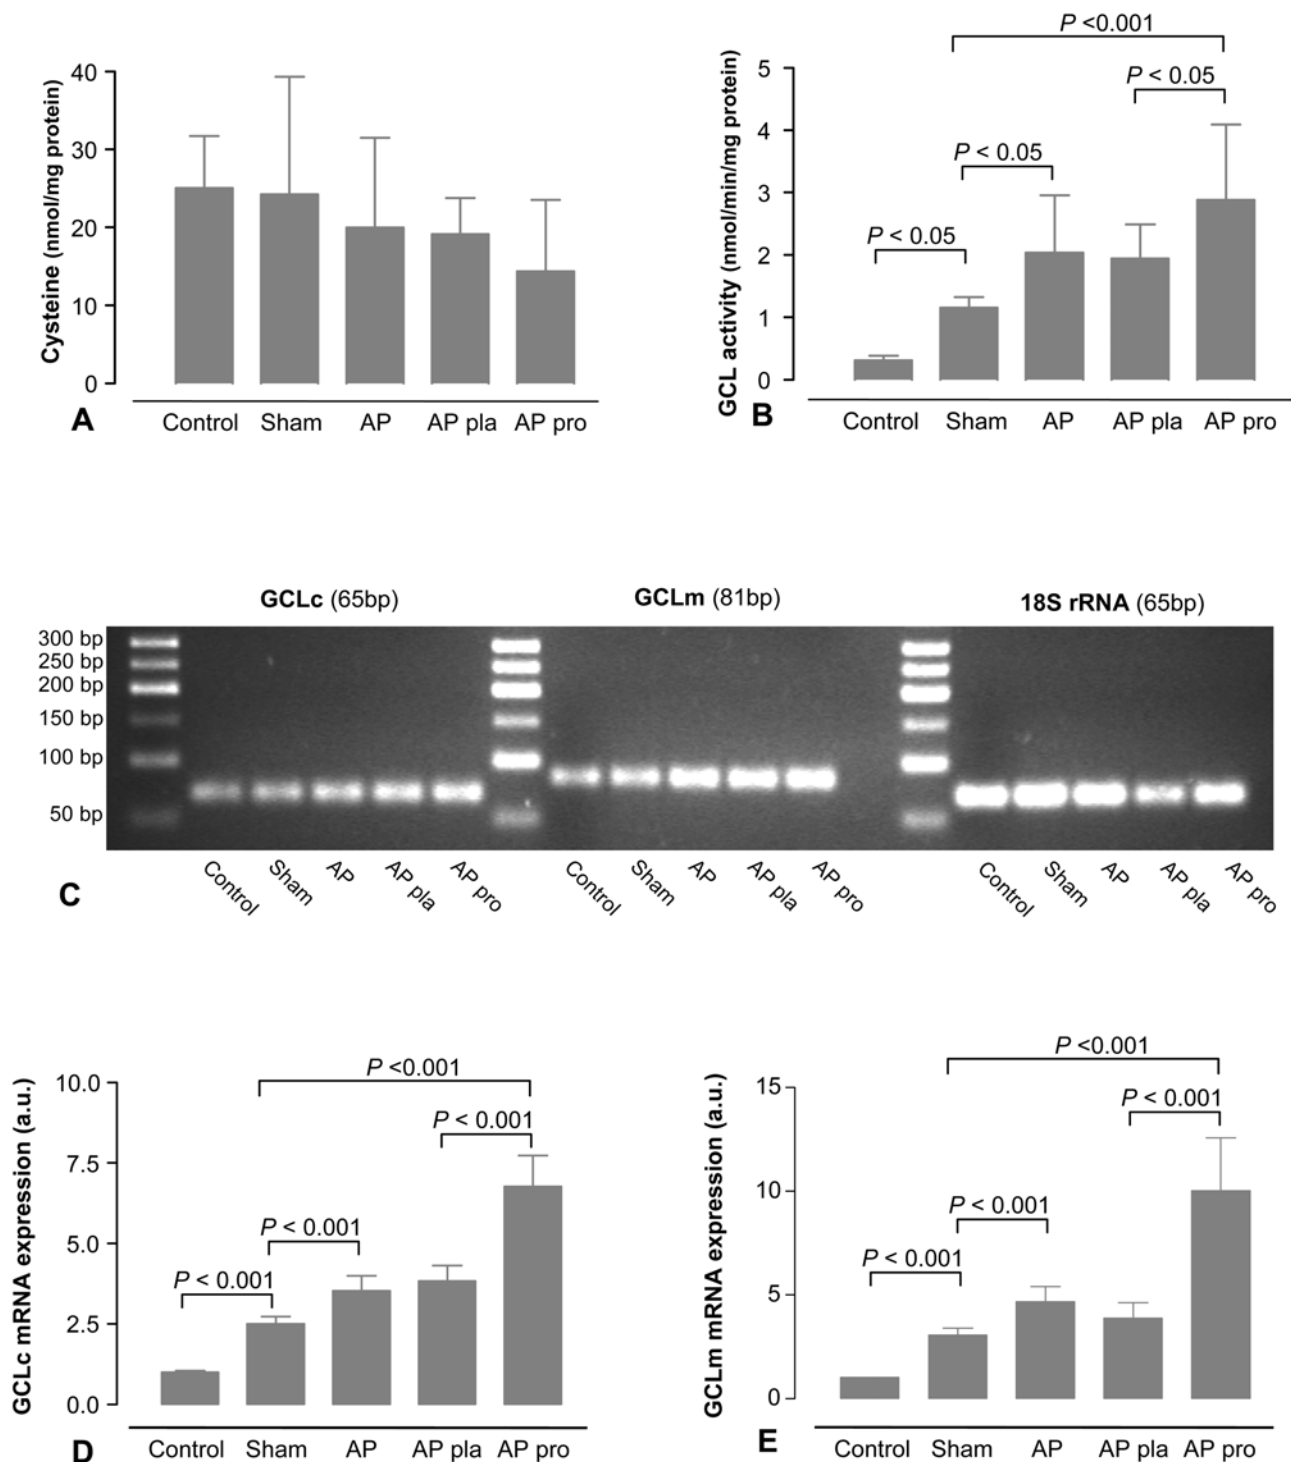 P <0.001
P < 0.05
P < 0.05
P < 0.05
Cysteine (nmol/mg protein)
40
30
20
10
0
A
Control Sham AP AP pla AP pro
GCL activity (nmol/min/mg protein)
5
4
3
2
1
0
B
Control Sham AP AP pla AP pro
GCLc (65bp)
GCLm (81bp)
18S rRNA (65bp)
300 bp
250 bp
200 bp
150 bp
100 bp
50 bp
C
Control Sham AP AP pla AP pro
Control Sham AP AP pla AP pro
Control Sham AP AP pla AP pro
P <0.001
P < 0.001
P < 0.001
P < 0.001
GCLc mRNA expression (a.u.)
10.0
7.5
5.0
2.5
0.0
D
Control Sham AP AP pla AP pro
P <0.001
P < 0.001
P < 0.001
P < 0.001
GCLm mRNA expression (a.u.)
15
10
5
0
E
Control Sham AP AP pla AP pro